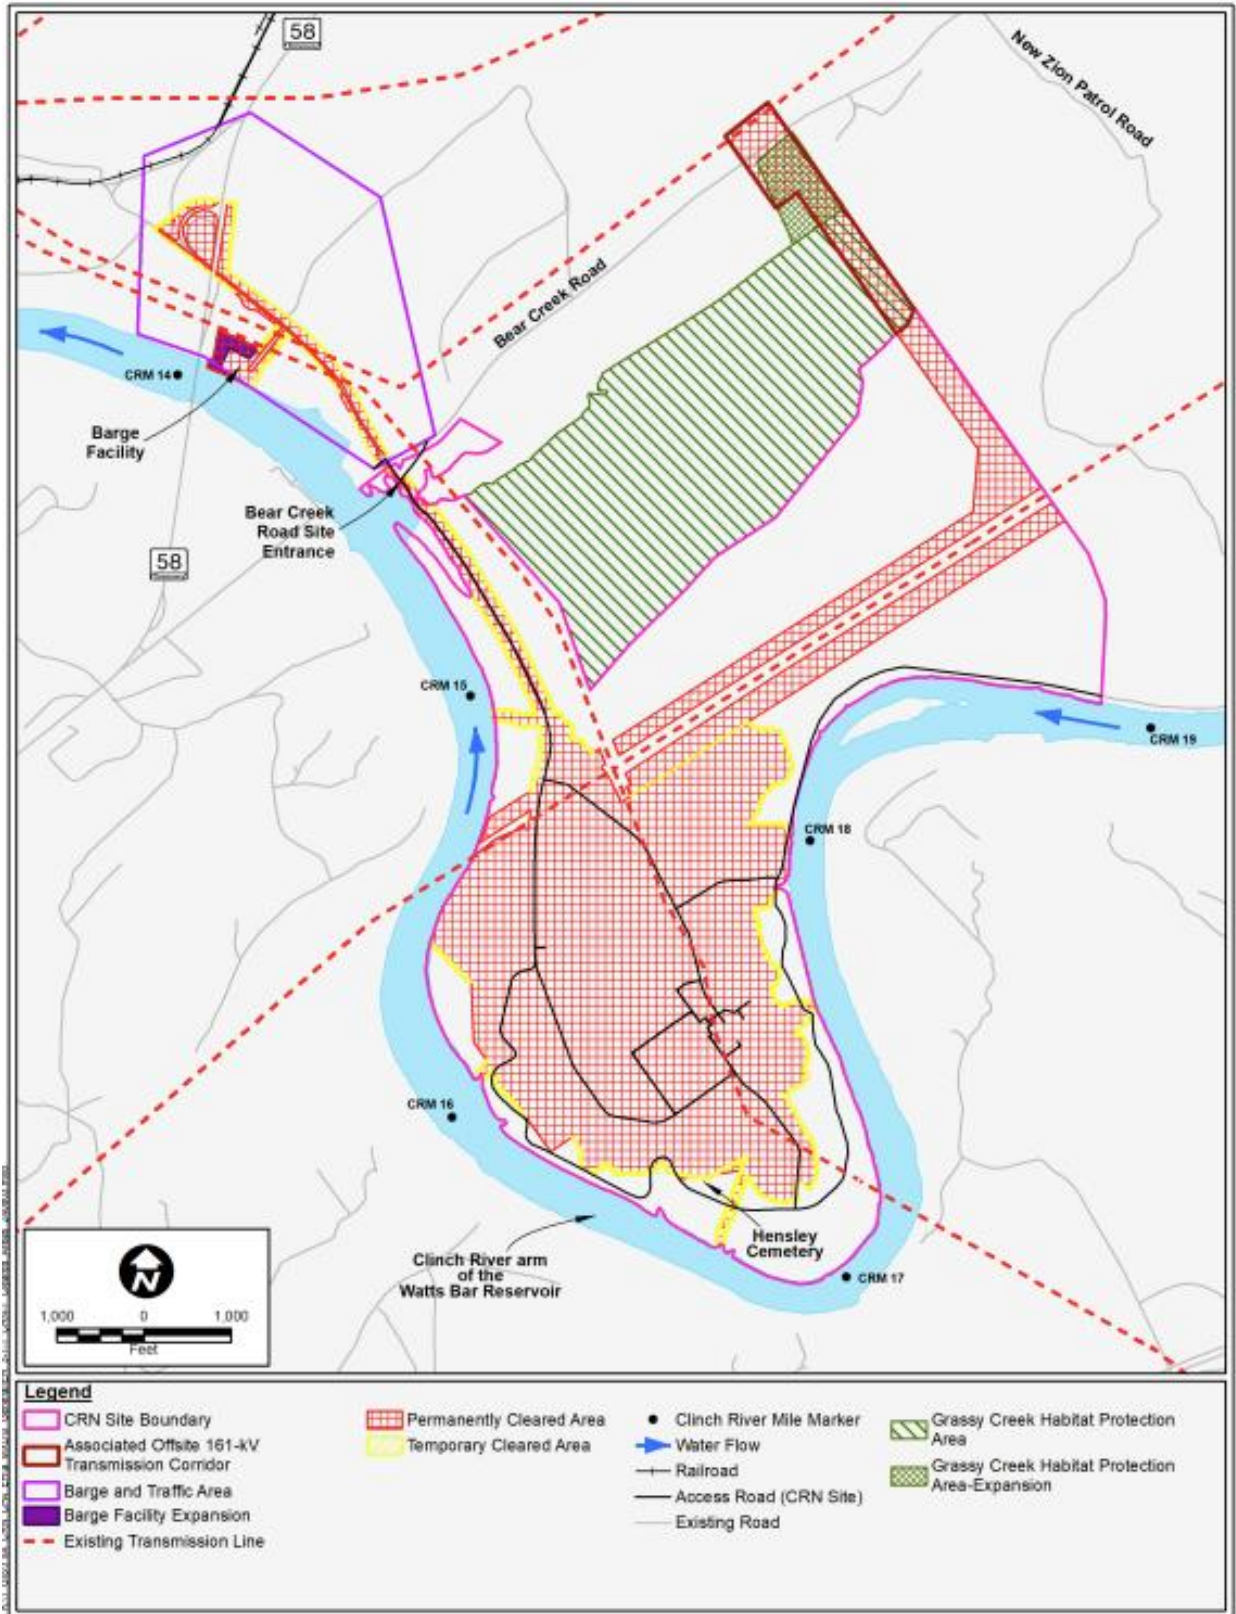 58
New Zion Patrol Road
Bear Creek Road
CRM 14
Barge
Facility
Bear Creek
Road Site
Entrance
58
CRM 15
CRM 19
CRM 18
CRM 16
Hensley
Cemetery
Clinch River arm
of the
Watts Bar Reservoir
CRM 17
N
1,000 0 1,000
Feet
Legend
CRN Site Boundary
Associated Offsite 161-kV
Transmission Corridor
Barge and Traffic Area
Barge Facility Expansion
Existing Transmission Line
Permanently Cleared Area
Temporary Cleared Area
Clinch River Mile Marker
Water Flow
Railroad
Access Road (CRN Site)
Existing Road
Grassy Creek Habitat Protection
Area
Grassy Creek Habitat Protection
Area-Expansion